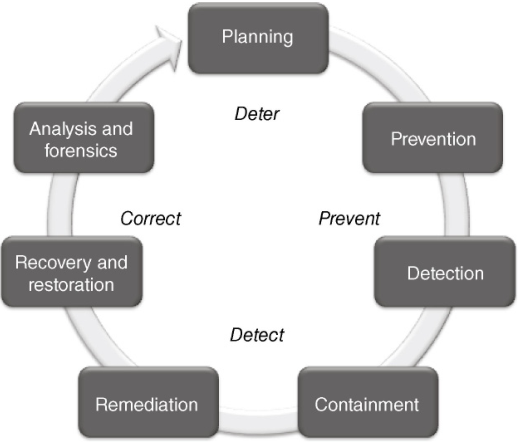 Planning
Deter
Analysis and
forensics
Prevention
Correct
Prevent
Recovery and
restoration
Detection
Detect
Remediation
Containment